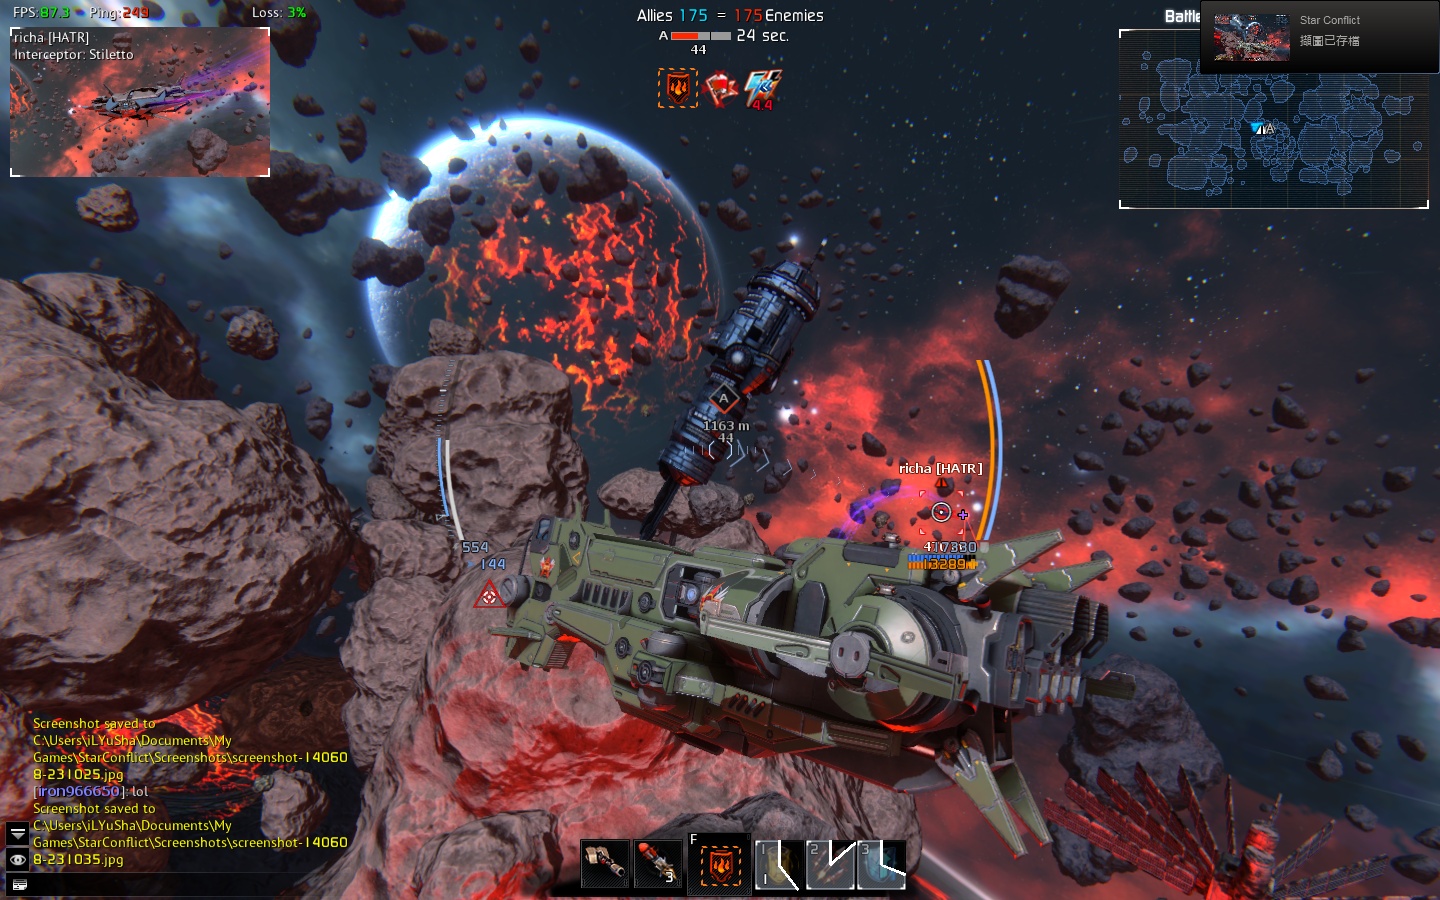 FPS:87.3 Ping:249 Loss: 3%
richa [HATR]
Interceptor: Stiletto
Allies 175 = 175 Enemies
A 24 sec.
44
4.4
Battle
Star Conflict
擷圖已存檔
A
A
1163 m
44
richa [HATR]
554
144
Screenshot saved to
C:\Users\iLYuSha\Documents\My
Games\StarConflict\Screenshots\screenshot-14060
8-231025.jpg
[iron966650]: lol
Screenshot saved to
C:\Users\iLYuSha\Documents\My
Games\StarConflict\Screenshots\screenshot-14060
8-231035.jpg
3
F
1
1
2
3